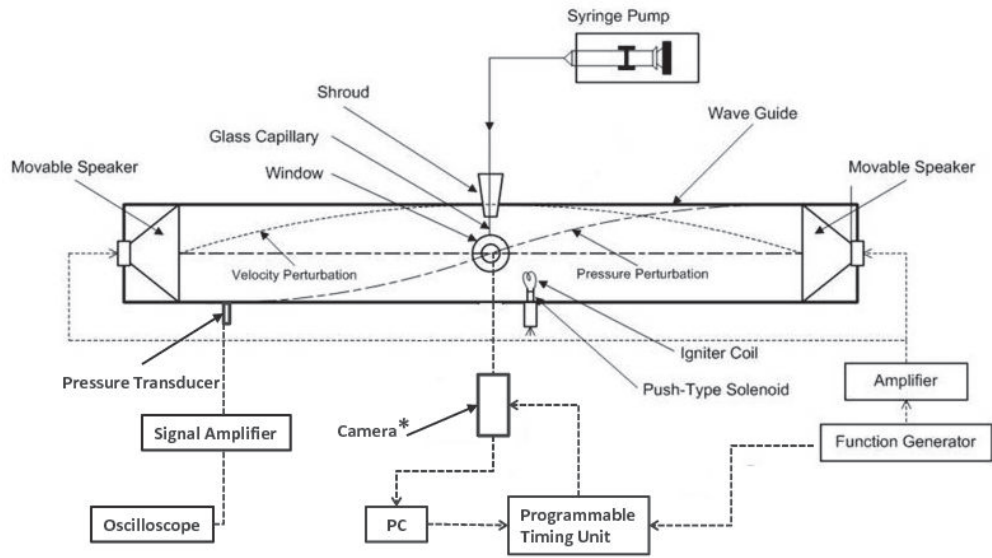 Syringe Pump
Shroud
Wave Guide
Glass Capillary
Movable Speaker
Movable Speaker
Window
Velocity Perturbation
Pressure Perturbation
Igniter Coil
Pressure Transducer
Push-Type Solenoid
Amplifier
Camera*
Signal Amplifier
Function Generator
Oscilloscope
PC
Programmable
Timing Unit